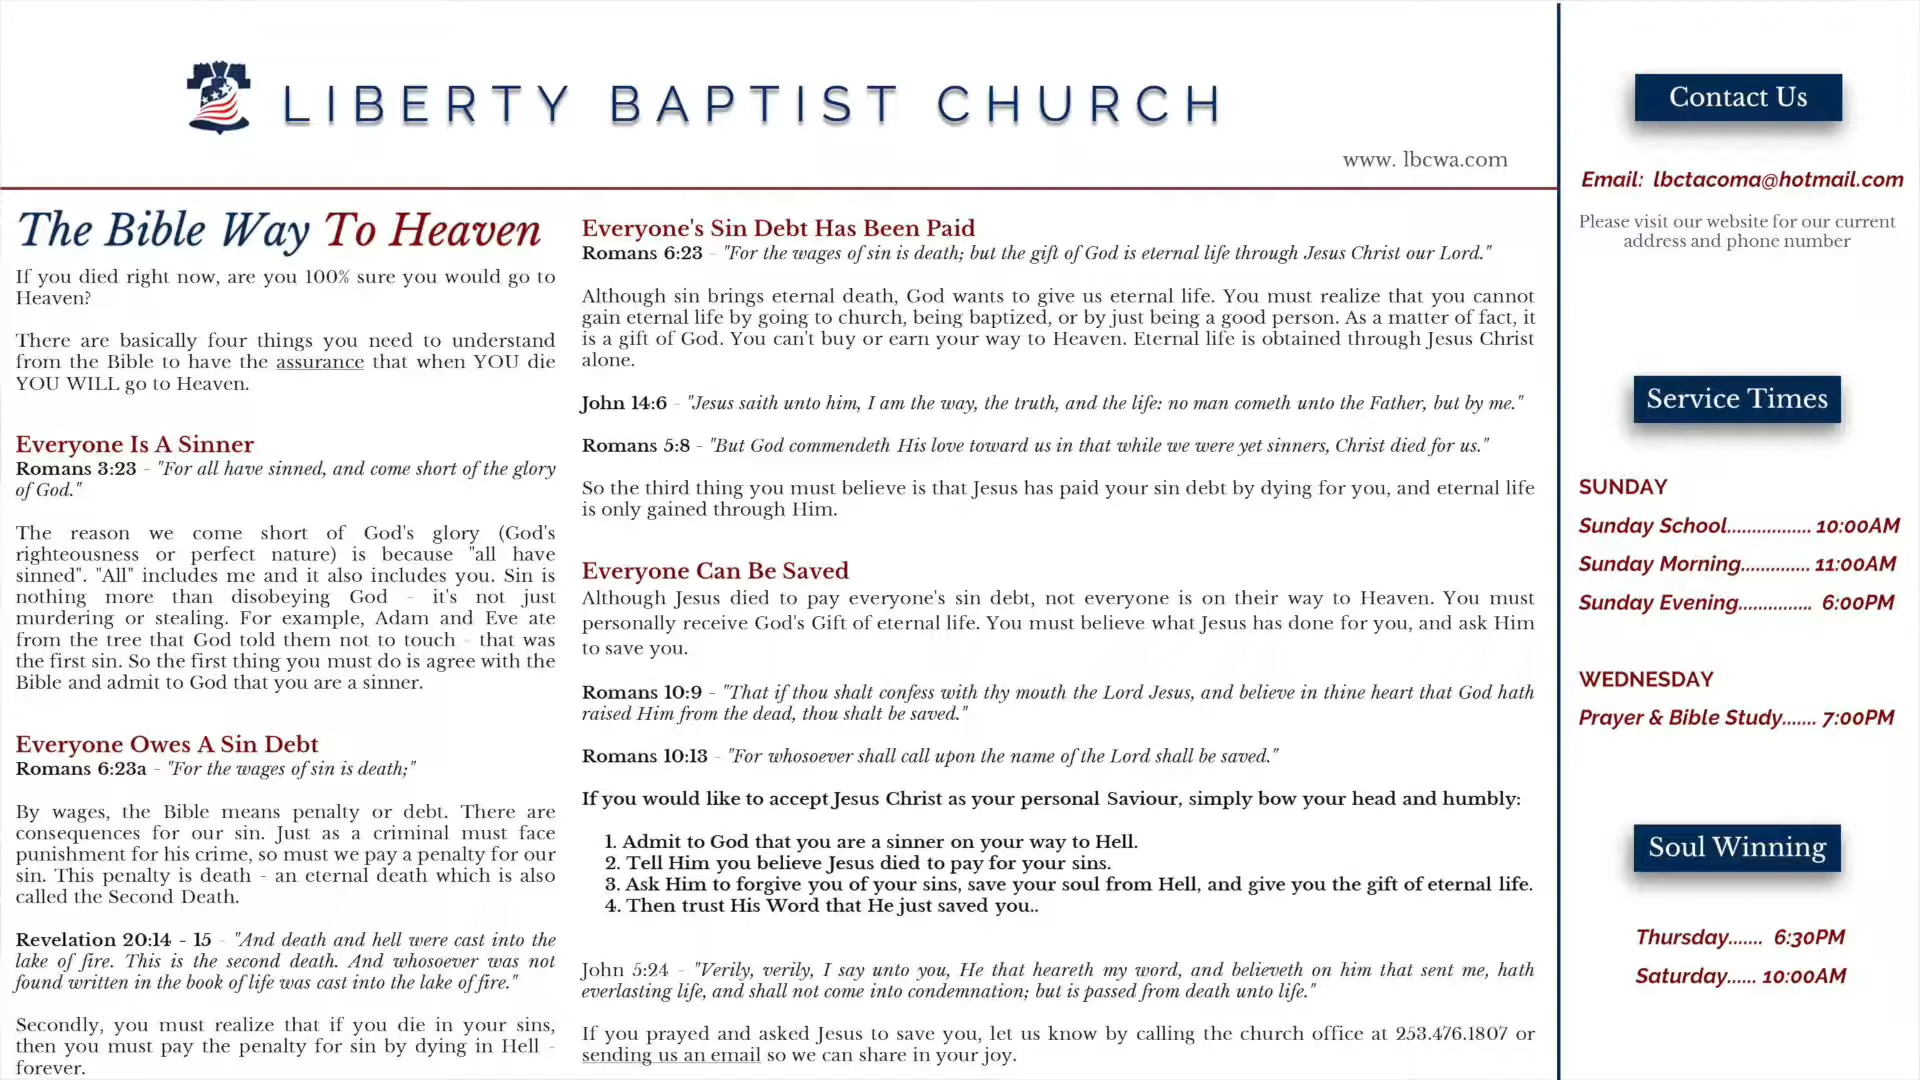 LIBERTY BAPTIST CHURCH
www. lbcwa.com
The Bible Way To Heaven
If you died right now, are you 100% sure you would go to
Heaven?
There are basically four things you need to understand
from the Bible to have the assurance that when YOU die
YOU WILL go to Heaven.
Everyone Is A Sinner
Romans 3:23 - "For all have sinned, and come short of the glory
of God."
The reason we come short of God's glory (God's
righteousness or perfect nature) is because "all have
sinned". "All" includes me and it also includes you. Sin is
nothing more than disobeying God - it's not just
murdering or stealing. For example, Adam and Eve ate
from the tree that God told them not to touch - that was
the first sin. So the first thing you must do is agree with the
Bible and admit to God that you are a sinner.
Everyone Owes A Sin Debt
Romans 6:23a - "For the wages of sin is death;"
By wages, the Bible means penalty or debt. There are
consequences for our sin. Just as a criminal must face
punishment for his crime, so must we pay a penalty for our
sin. This penalty is death - an eternal death which is also
called the Second Death.
Revelation 20:14 - 15 - "And death and hell were cast into the
lake of fire. This is the second death. And whosoever was not
found written in the book of life was cast into the lake of fire."
Secondly, you must realize that if you die in your sins,
then you must pay the penalty for sin by dying in Hell -
forever.
Everyone's Sin Debt Has Been Paid
Romans 6:23 - "For the wages of sin is death; but the gift of God is eternal life through Jesus Christ our Lord."
Although sin brings eternal death, God wants to give us eternal life. You must realize that you cannot
gain eternal life by going to church, being baptized, or by just being a good person. As a matter of fact, it
is a gift of God. You can't buy or earn your way to Heaven. Eternal life is obtained through Jesus Christ
alone.
John 14:6 - "Jesus saith unto him, I am the way, the truth, and the life: no man cometh unto the Father, but by me."
Romans 5:8 - "But God commendeth His love toward us in that while we were yet sinners, Christ died for us."
So the third thing you must believe is that Jesus has paid your sin debt by dying for you, and eternal life
is only gained through Him.
Everyone Can Be Saved
Although Jesus died to pay everyone's sin debt, not everyone is on their way to Heaven. You must
personally receive God's Gift of eternal life. You must believe what Jesus has done for you, and ask Him
to save you.
Romans 10:9 - "That if thou shalt confess with thy mouth the Lord Jesus, and believe in thine heart that God hath
raised Him from the dead, thou shalt be saved."
Romans 10:13 - "For whosoever shall call upon the name of the Lord shall be saved."
If you would like to accept Jesus Christ as your personal Saviour, simply bow your head and humbly:
1. Admit to God that you are a sinner on your way to Hell.
2. Tell Him you believe Jesus died to pay for your sins.
3. Ask Him to forgive you of your sins, save your soul from Hell, and give you the gift of eternal life.
4. Then trust His Word that He just saved you..
John 5:24 - "Verily, verily, I say unto you, He that heareth my word, and believeth on him that sent me, hath
everlasting life, and shall not come into condemnation; but is passed from death unto life."
If you prayed and asked Jesus to save you, let us know by calling the church office at 253.476.1807 or
sending us an email so we can share in your joy.
Contact Us
Email: lbctacoma@hotmail.com
Please visit our website for our current
address and phone number
Service Times
SUNDAY
Sunday School................. 10:00AM
Sunday Morning.............. 11:00AM
Sunday Evening............... 6:00PM
WEDNESDAY
Prayer & Bible Study....... 7:00PM
Soul Winning
Thursday....... 6:30PM
Saturday...... 10:00AM